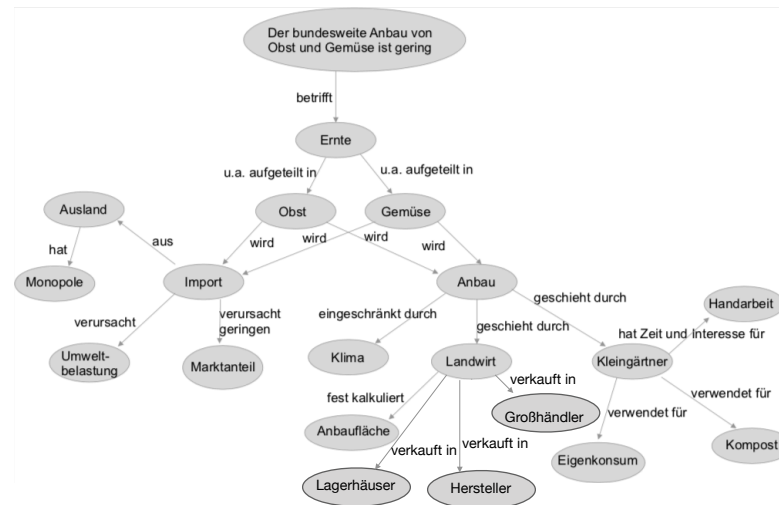 Der bundesweite Anbau von
Obst und Gemüse ist gering
betrifft
Ernte
u.a. aufgeteilt in
u.a. aufgeteilt in
Ausland
Obst
Gemüse
hat
aus
wird
wird
wird
wird
Monopole
Import
Anbau
verursacht
verursacht
geringen
eingeschränkt durch
geschieht durch
geschieht durch
Handarbeit
hat Zeit und Interesse für
Umwelt-
belastung
Marktanteil
Klima
Landwirt
Kleingärtner
fest kalkuliert
verkauft in
Großhändler
verwendet für
verwendet für
Anbaufläche
verkauft in
verkauft in
Eigenkonsum
Kompost
Lagerhäuser
Hersteller